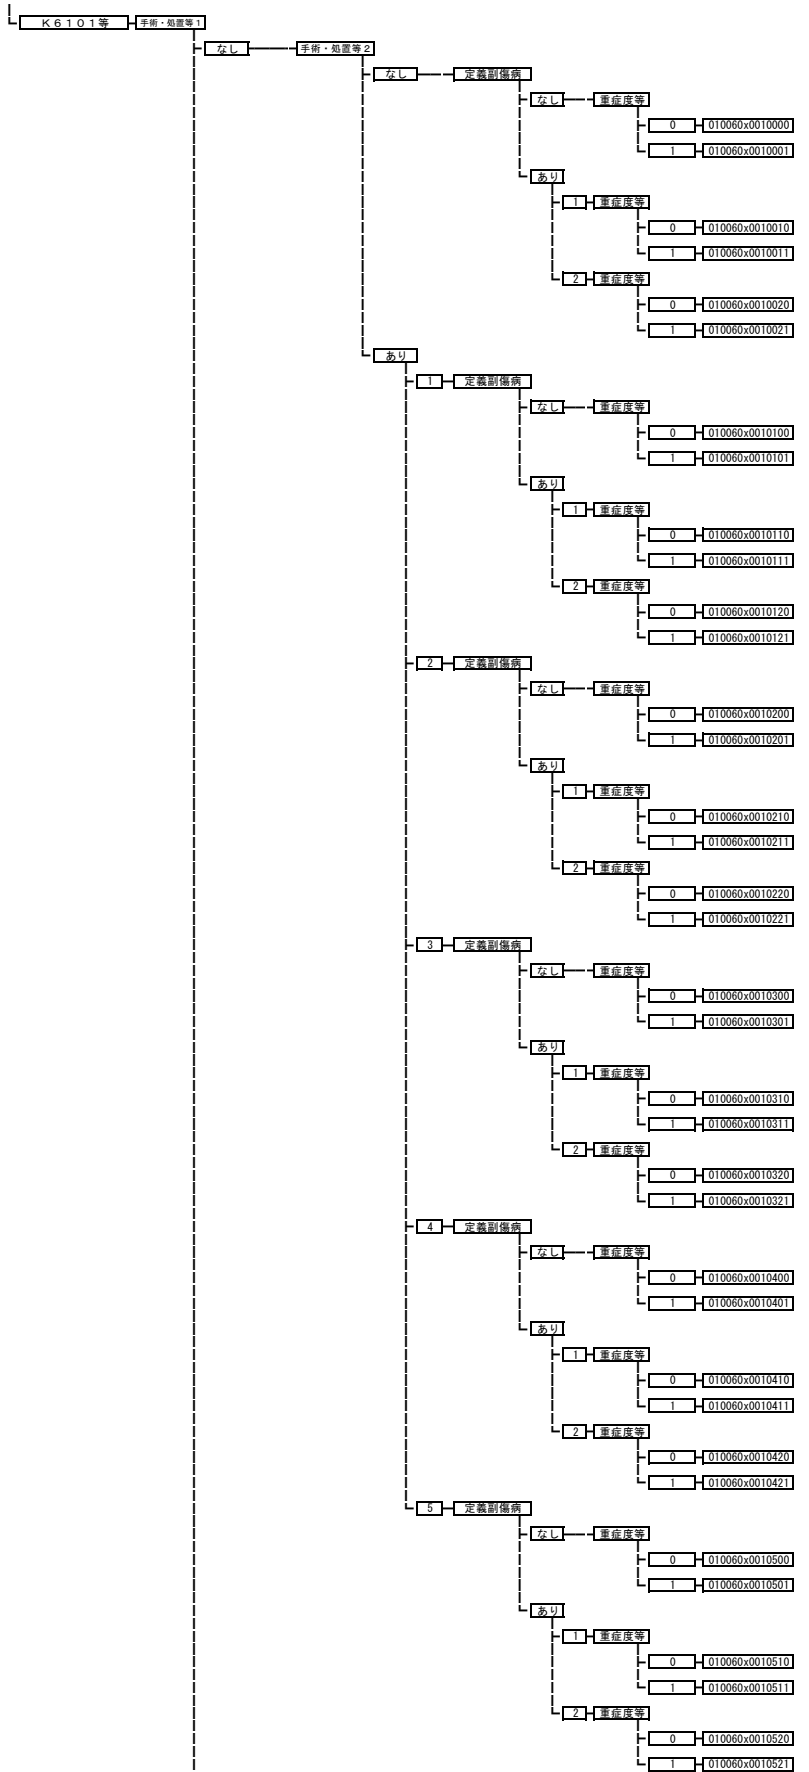 Ｋ６１０１等 手術・処置等１
なし 手術・処置等２
なし 定義副傷病
なし 重症度等
0 010060x0010000
1 010060x0010001
あり
1 重症度等
0 010060x0010010
1 010060x0010011
2 重症度等
0 010060x0010020
1 010060x0010021
あり
1 定義副傷病
なし 重症度等
0 010060x0010100
1 010060x0010101
あり
1 重症度等
0 010060x0010110
1 010060x0010111
2 重症度等
0 010060x0010120
1 010060x0010121
2 定義副傷病
なし 重症度等
0 010060x0010200
1 010060x0010201
あり
1 重症度等
0 010060x0010210
1 010060x0010211
2 重症度等
0 010060x0010220
1 010060x0010221
3 定義副傷病
なし 重症度等
0 010060x0010300
1 010060x0010301
あり
1 重症度等
0 010060x0010310
1 010060x0010311
2 重症度等
0 010060x0010320
1 010060x0010321
4 定義副傷病
なし 重症度等
0 010060x0010400
1 010060x0010401
あり
1 重症度等
0 010060x0010410
1 010060x0010411
2 重症度等
0 010060x0010420
1 010060x0010421
5 定義副傷病
なし 重症度等
0 010060x0010500
1 010060x0010501
あり
1 重症度等
0 010060x0010510
1 010060x0010511
2 重症度等
0 010060x0010520
1 010060x0010521